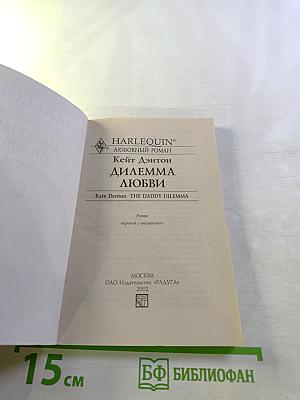 HARLEQUIN®
ЛЮБОВНЫЙ РОМАН
Кейт Дэнтон
ДИЛЕММА
ЛЮБВИ
Kate Denton THE DADDY DILEMMA
Роман
перевод с английского
МОСКВА
ОАО Издательство «РАДУГА»
2002
15 см
БФ БИБЛИОФАН